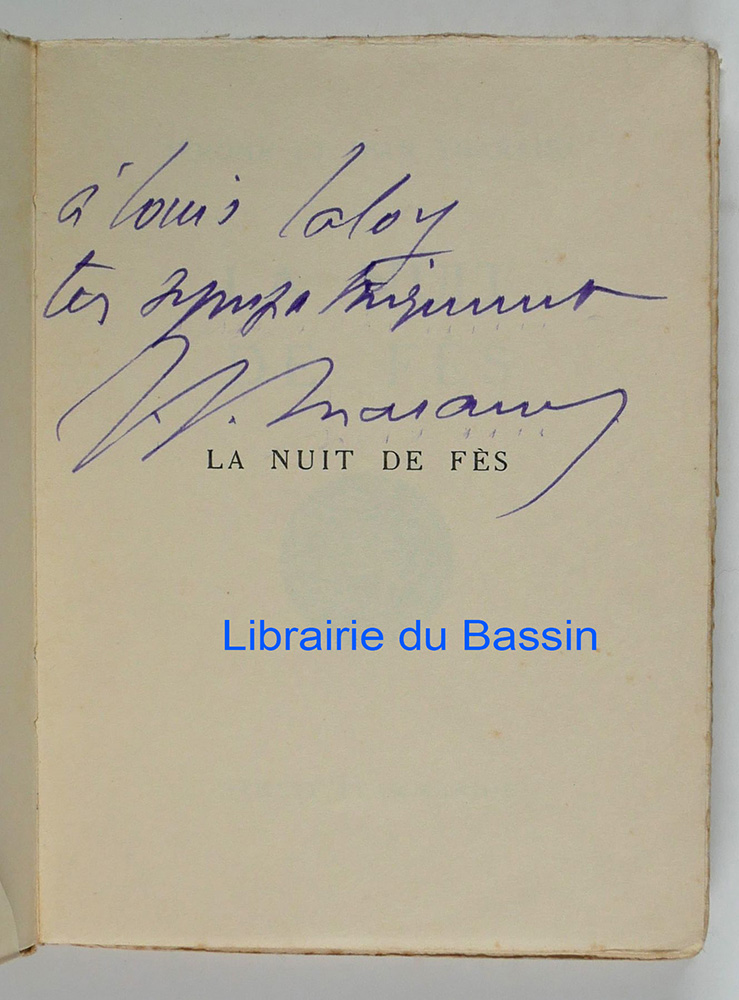 à Louis Laloy
très sympathiquement
LA NUIT DE FÈS
Librairie du Bassin